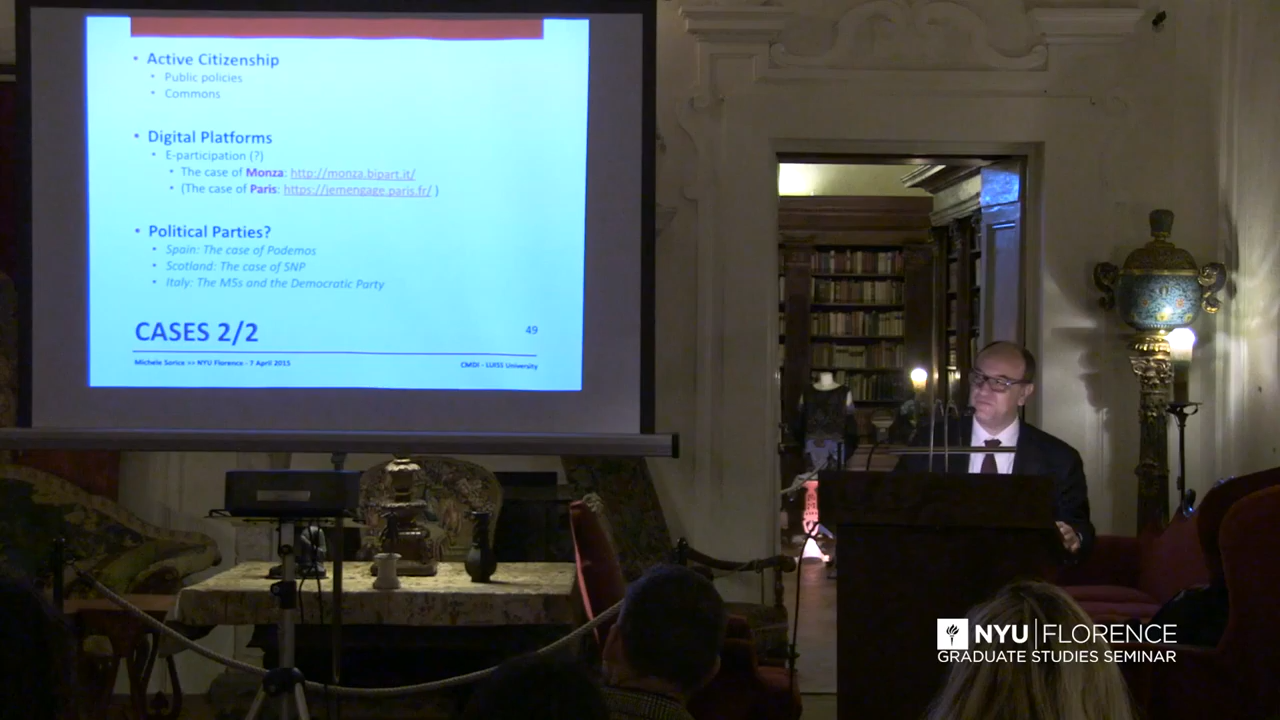 • Active Citizenship
• Public policies
• Commons
• Digital Platforms
• E-participation (?)
• The case of Monza: http://monza.bipart.it/
• (The case of Paris: https://jemengage.paris.fr/ )
• Political Parties?
• Spain: The case of Podemos
• Scotland: The case of SNP
• Italy: The M5s and the Democratic Party
CASES 2/2
49
Michele Sorice >> NYU Florence - 7 April 2015
CMDI - LUISS University
NYU | FLORENCE
GRADUATE STUDIES SEMINAR